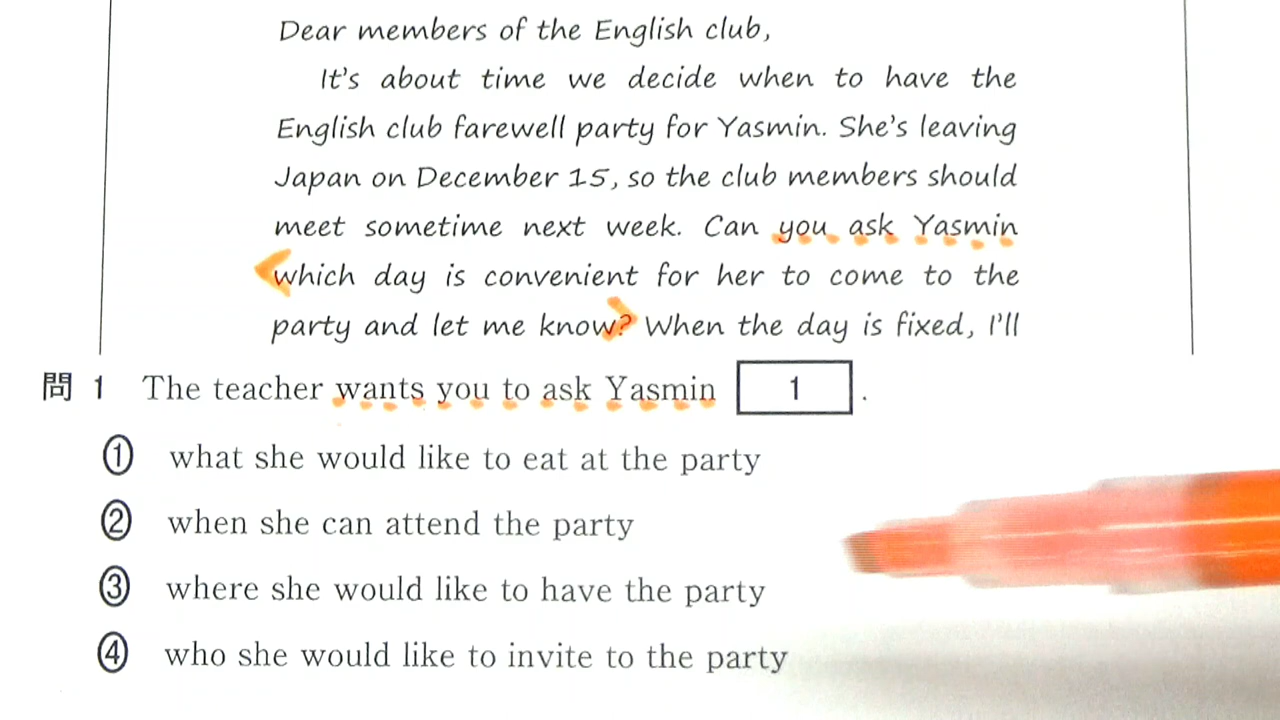 Dear members of the English club,
It's about time we decide when to have the
English club farewell party for Yasmin. She's leaving
Japan on December 15, so the club members should
meet sometime next week. Can you ask Yasmin
which day is convenient for her to come to the
party and let me know? When the day is fixed, I'll
問 1 The teacher wants you to ask Yasmin 1 .
① what she would like to eat at the party
② when she can attend the party
③ where she would like to have the party
④ who she would like to invite to the party